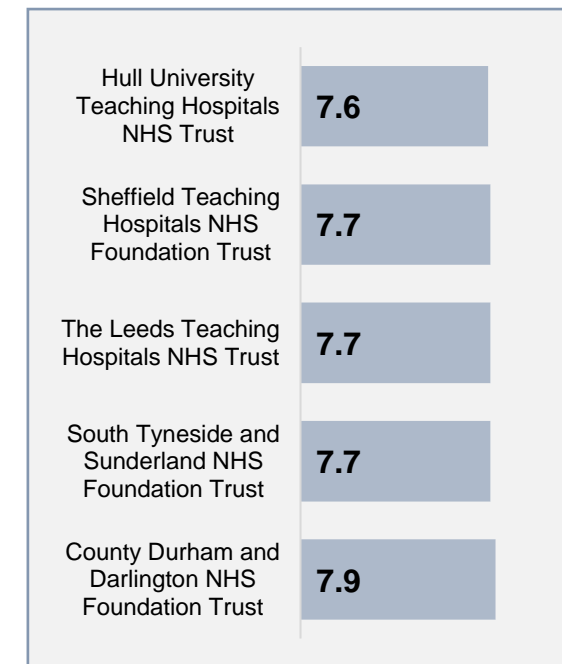 Hull University
Teaching Hospitals
NHS Trust
7.6
Sheffield Teaching
Hospitals NHS
Foundation Trust
7.7
The Leeds Teaching
Hospitals NHS Trust
7.7
South Tyneside and
Sunderland NHS
Foundation Trust
7.7
County Durham and
Darlington NHS
Foundation Trust
7.9